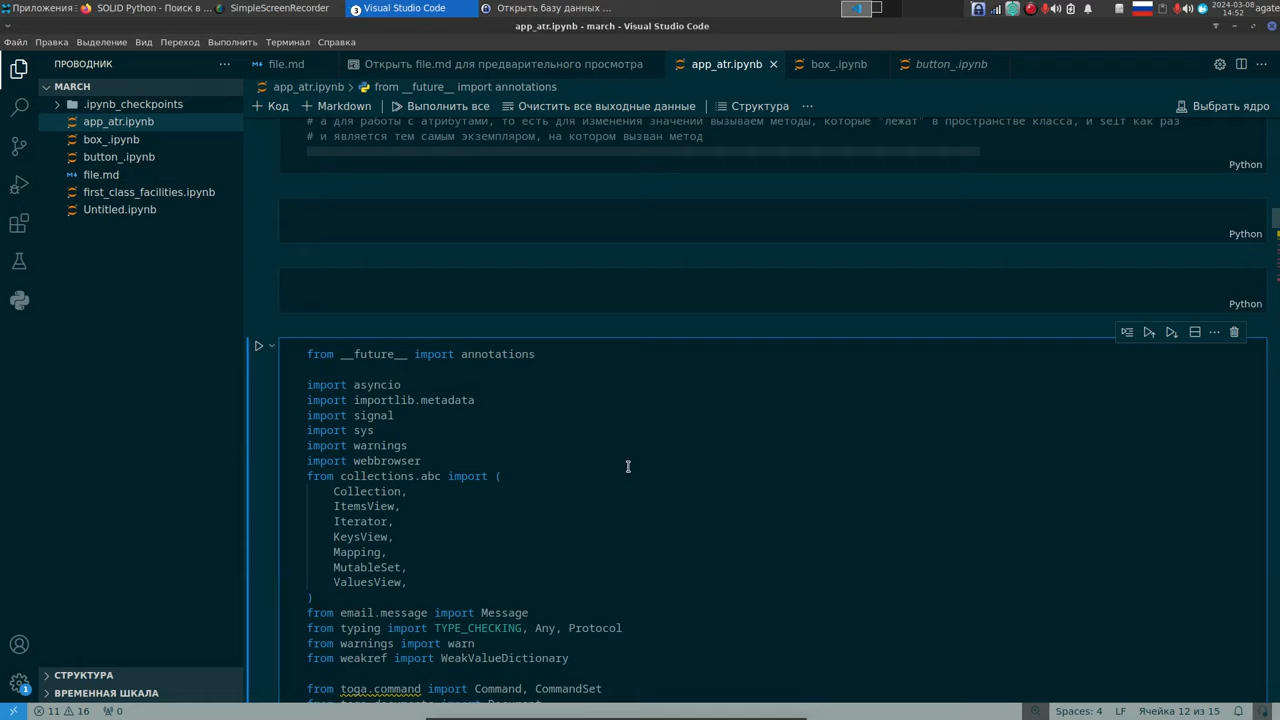 Приложения
SOLID Python - Поиск в ...
SimpleScreenRecorder
Visual Studio Code
Открыть базу данных ...
2024-03-08
14:52
agate
app_atr.ipynb - march - Visual Studio Code
Файл Правка Выделение Вид Переход Выполнить Терминал Справка
ПРОВОДНИК
file.md
Открыть file.md для предварительного просмотра
app_atr.ipynb
box_.ipynb
button_.ipynb
MARCH
app_atr.ipynb > from __future__ import annotations
.ipynb_checkpoints
Код
Markdown
Выполнить все
Очистить все выходные данные
Структура
Выбрать ядро
app_atr.ipynb
# а для работы с атрибутами, то есть для изменения значений вызываем методы, которые "лежат" в пространстве класса, и self как раз
# и является тем самым экземпляром, на котором вызван метод
box_.ipynb
button_.ipynb
file.md
first_class_facilities.ipynb
Untitled.ipynb
Python
Python
Python
from __future__ import annotations
import asyncio
import importlib.metadata
import signal
import sys
import warnings
import webbrowser
from collections.abc import (
Collection,
ItemsView,
Iterator,
KeysView,
Mapping,
MutableSet,
ValuesView,
)
from email.message import Message
from typing import TYPE_CHECKING, Any, Protocol
from warnings import warn
from weakref import WeakValueDictionary
from toga.command import Command, CommandSet
СТРУКТУРА
ВРЕМЕННАЯ ШКАЛА
1
11 16 0
Spaces: 4 LF Ячейка 12 из 15